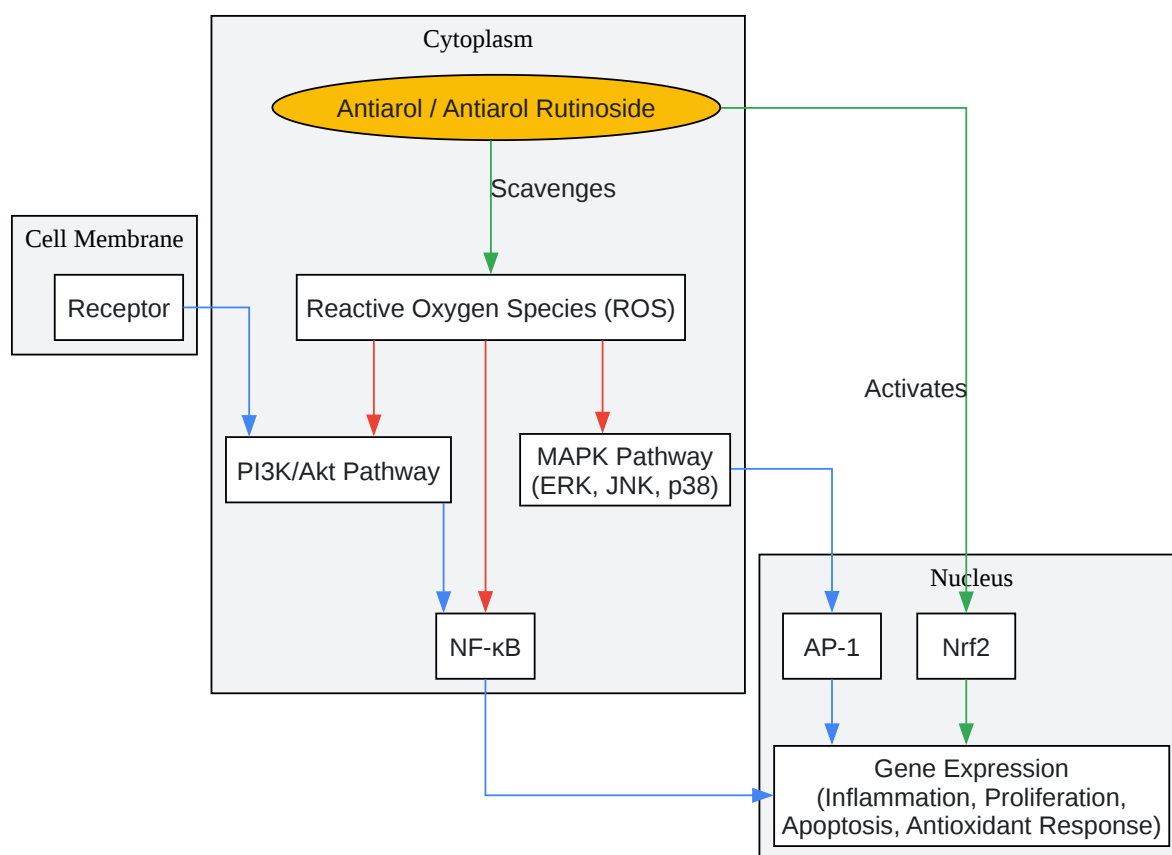 Cytoplasm
Antiarol / Antiarol Rutinoside
Scavenges
Cell Membrane
Receptor
Reactive Oxygen Species (ROS)
Activates
PI3K/Akt Pathway
MAPK Pathway
(ERK, JNK, p38)
Nucleus
NF-κB
AP-1
Nrf2
Gene Expression
(Inflammation, Proliferation,
Apoptosis, Antioxidant Response)